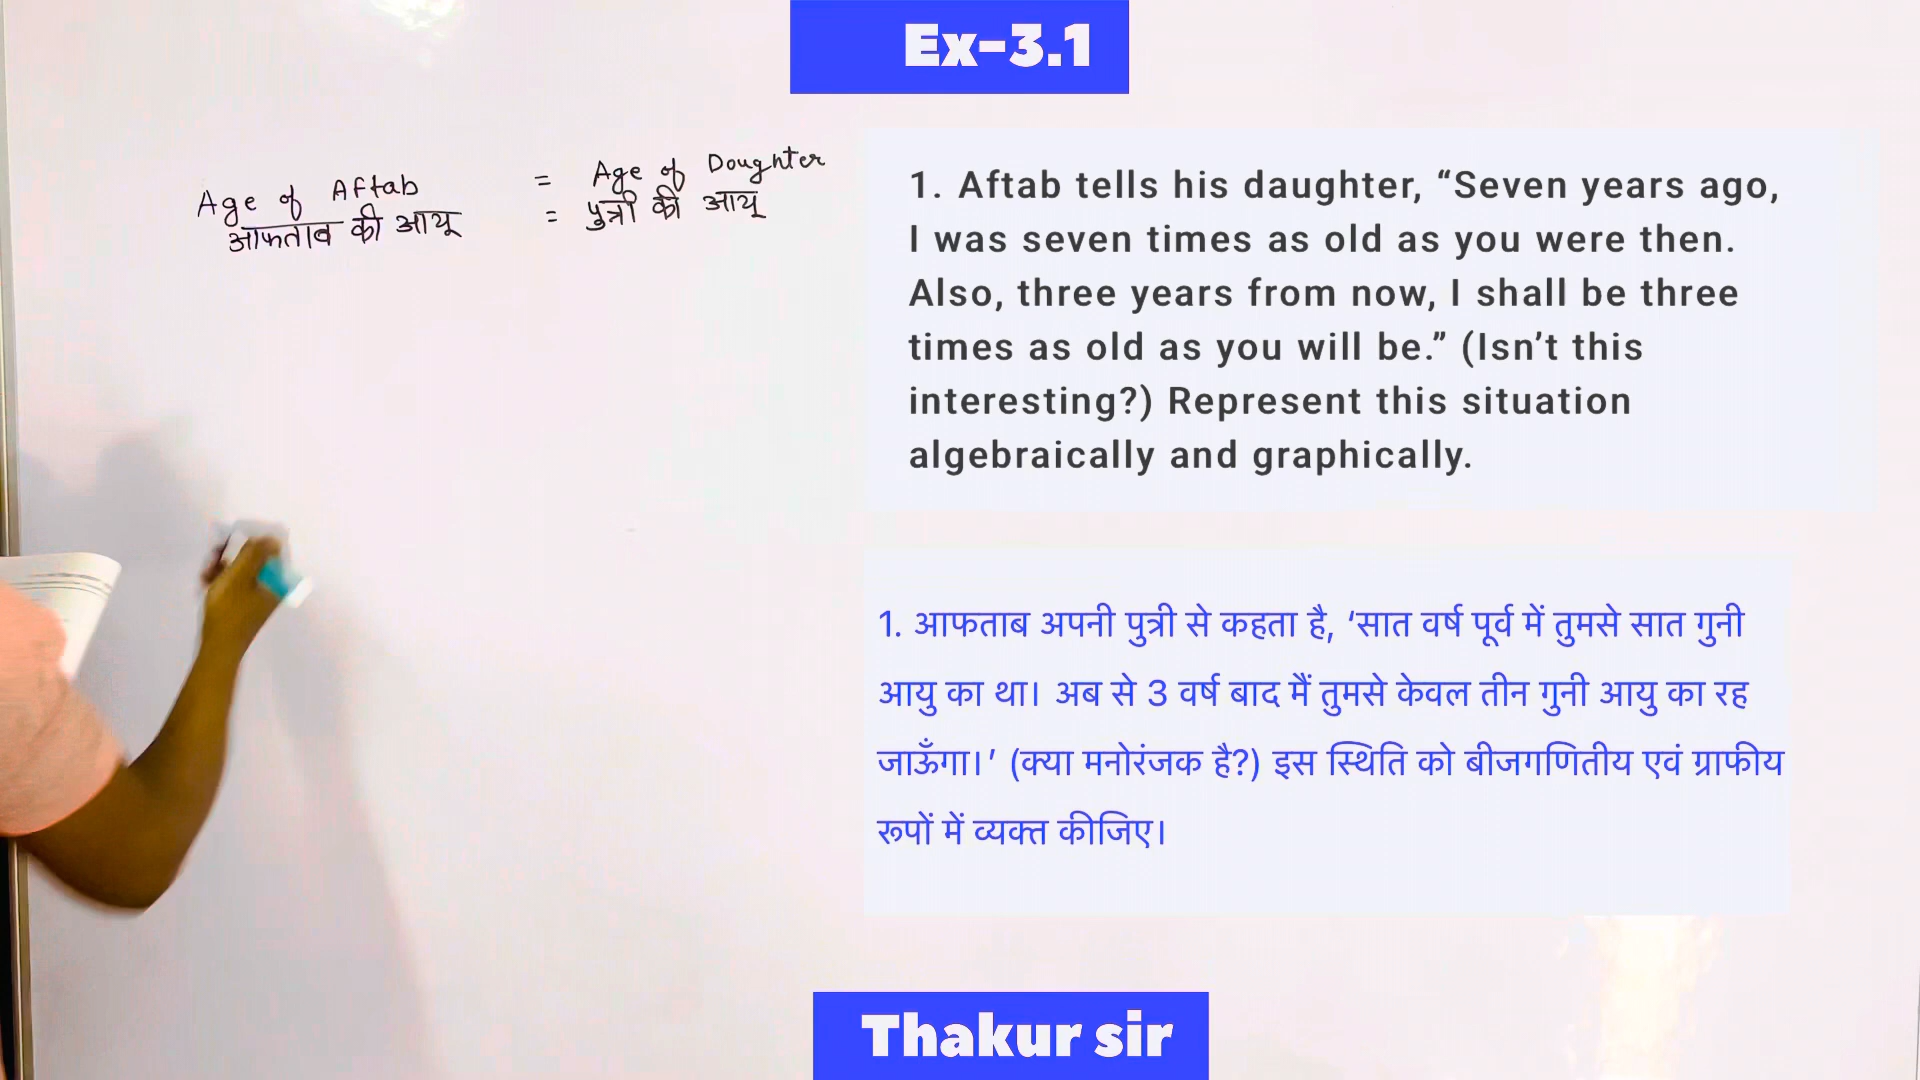 Ex-3.1
Age of Aftab = Age of Doughter
आफताब की आयू = पुत्री की आयू
1. Aftab tells his daughter, “Seven years ago,
I was seven times as old as you were then.
Also, three years from now, I shall be three
times as old as you will be.” (Isn’t this
interesting?) Represent this situation
algebraically and graphically.
1. आफताब अपनी पुत्री से कहता है, ‘सात वर्ष पूर्व में तुमसे सात गुनी
आयु का था। अब से 3 वर्ष बाद मैं तुमसे केवल तीन गुनी आयु का रह
जाऊँगा।’ (क्या मनोरंजक है?) इस स्थिति को बीजगणितीय एवं ग्राफीय
रूपों में व्यक्त कीजिए।
Thakur sir